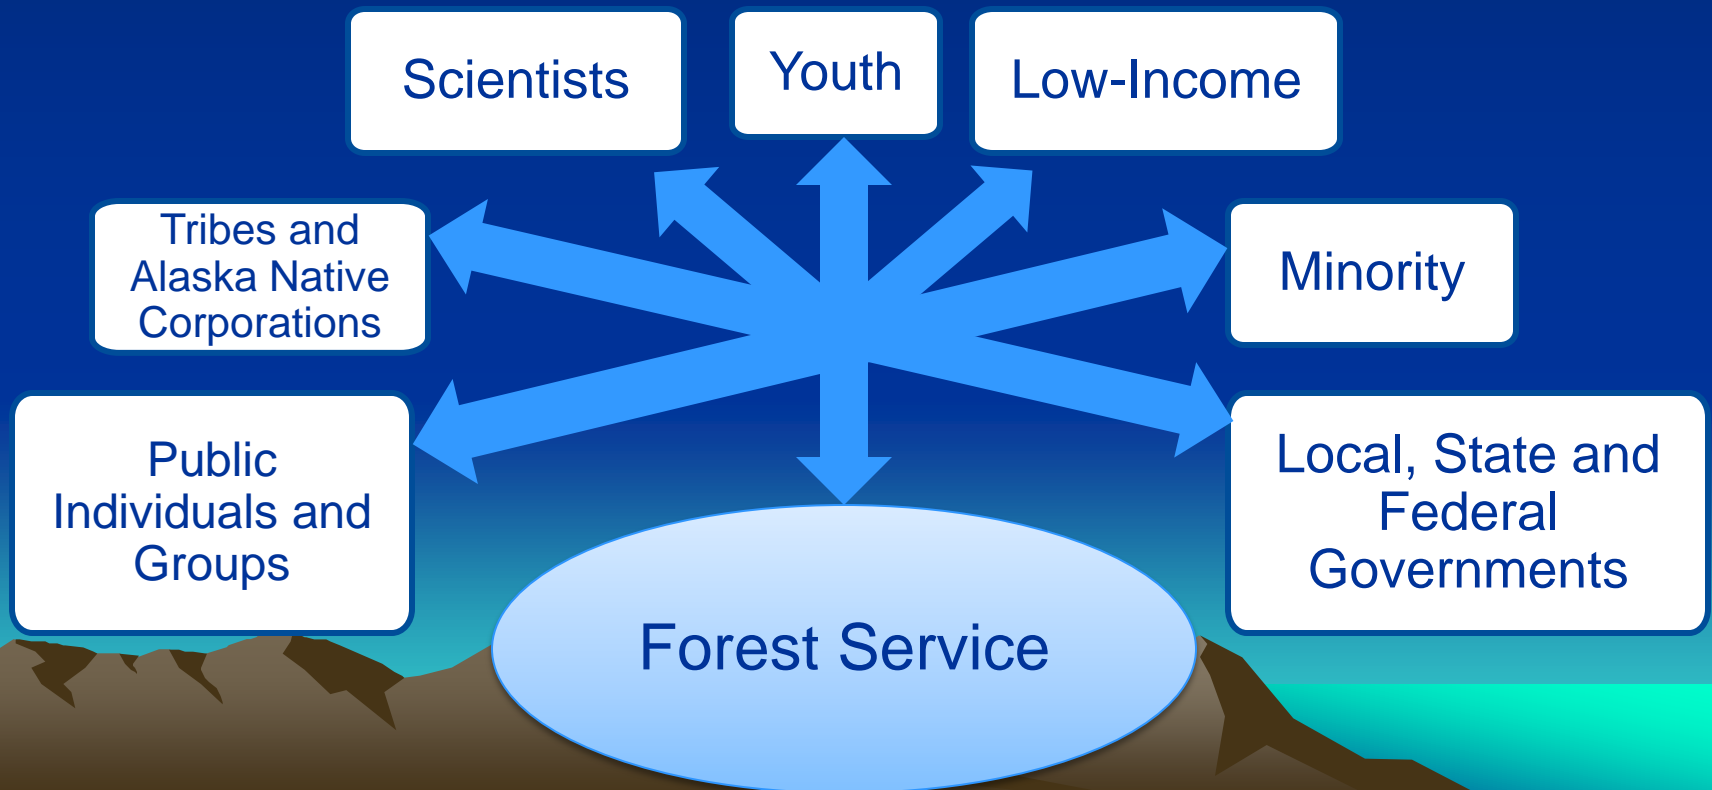 Scientists
Youth
Low-Income
Tribes and
Alaska Native
Corporations
Minority
Public
Individuals and
Groups
Local, State and
Federal
Governments
Forest Service